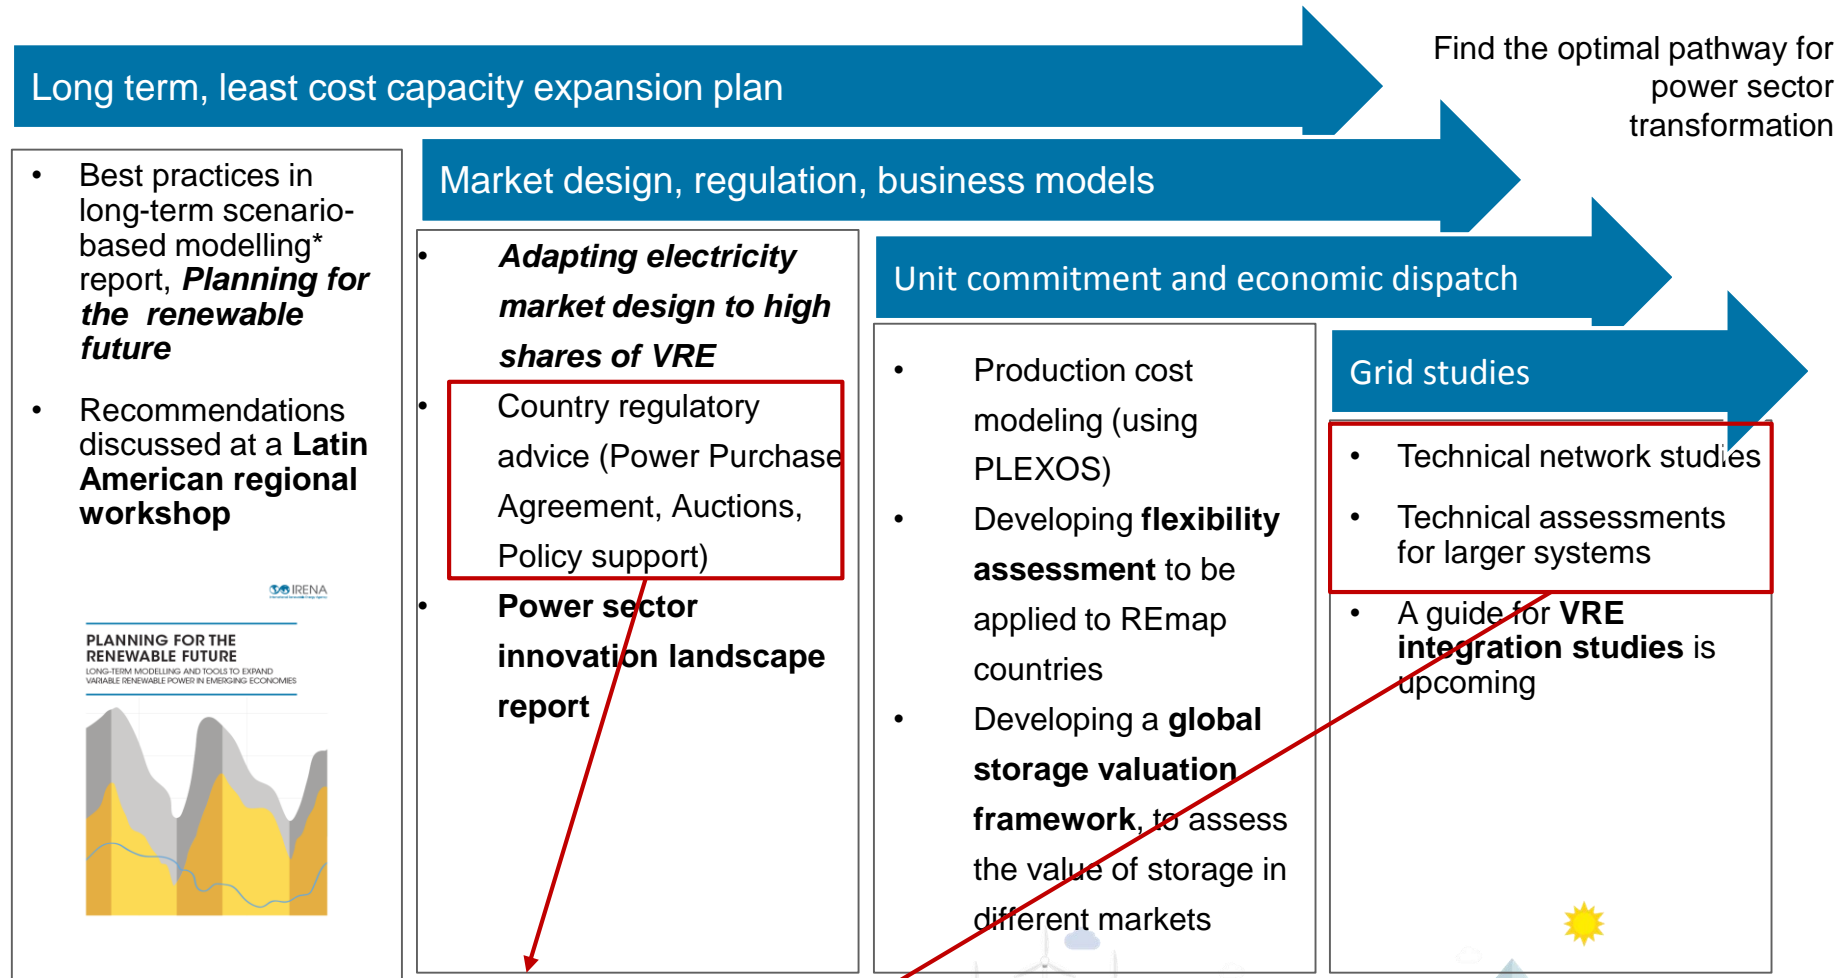 Long term, least cost capacity expansion plan
Find the optimal pathway for
power sector
transformation
• Best practices in
long-term scenario-
based modelling*
report, Planning for
the renewable
future
• Recommendations
discussed at a Latin
American regional
workshop
IRENA
International Renewable Energy Agency
PLANNING FOR THE
RENEWABLE FUTURE
LONG-TERM MODELLING AND TOOLS TO EXPAND
VARIABLE RENEWABLE POWER IN EMERGING ECONOMIES
Market design, regulation, business models
• Adapting electricity
market design to high
shares of VRE
• Country regulatory
advice (Power Purchase
Agreement, Auctions,
Policy support)
• Power sector
innovation landscape
report
Unit commitment and economic dispatch
• Production cost
modeling (using
PLEXOS)
• Developing flexibility
assessment to be
applied to REmap
countries
• Developing a global
storage valuation
framework, to assess
the value of storage in
different markets
Grid studies
• Technical network studies
• Technical assessments
for larger systems
• A guide for VRE
integration studies is
upcoming